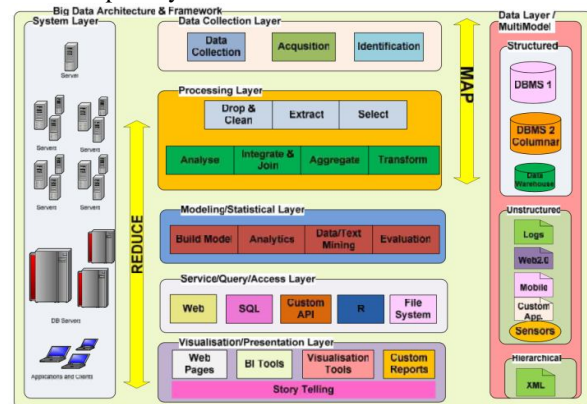 Big Data Architecture & Framework
System Layer
Server
Servers
Servers
Servers
Servers
DB Servers
Applications and Clients
REDUCE
Data Collection Layer
Data
Collection
Acqusition
Identification
Processing Layer
Drop &
Clean
Extract
Select
Analyse
Integrate &
Join
Aggregate
Transform
Modeling/Statistical Layer
Build Model
Analytics
Data/Text
Mining
Evaluation
Service/Query/Access Layer
Web
SQL
Custom
API
R
File
System
Visualisation/Presentation Layer
Web
Pages
BI Tools
Visualisation
Tools
Custom
Reports
Story Telling
MAP
Data Layer /
MultiModel
Structured
DBMS 1
DBMS 2
Columnar
Data
Warehouse
Unstructured
Logs
Web2.0
Mobile
Custom
App.
Sensors
Hierarchical
XML